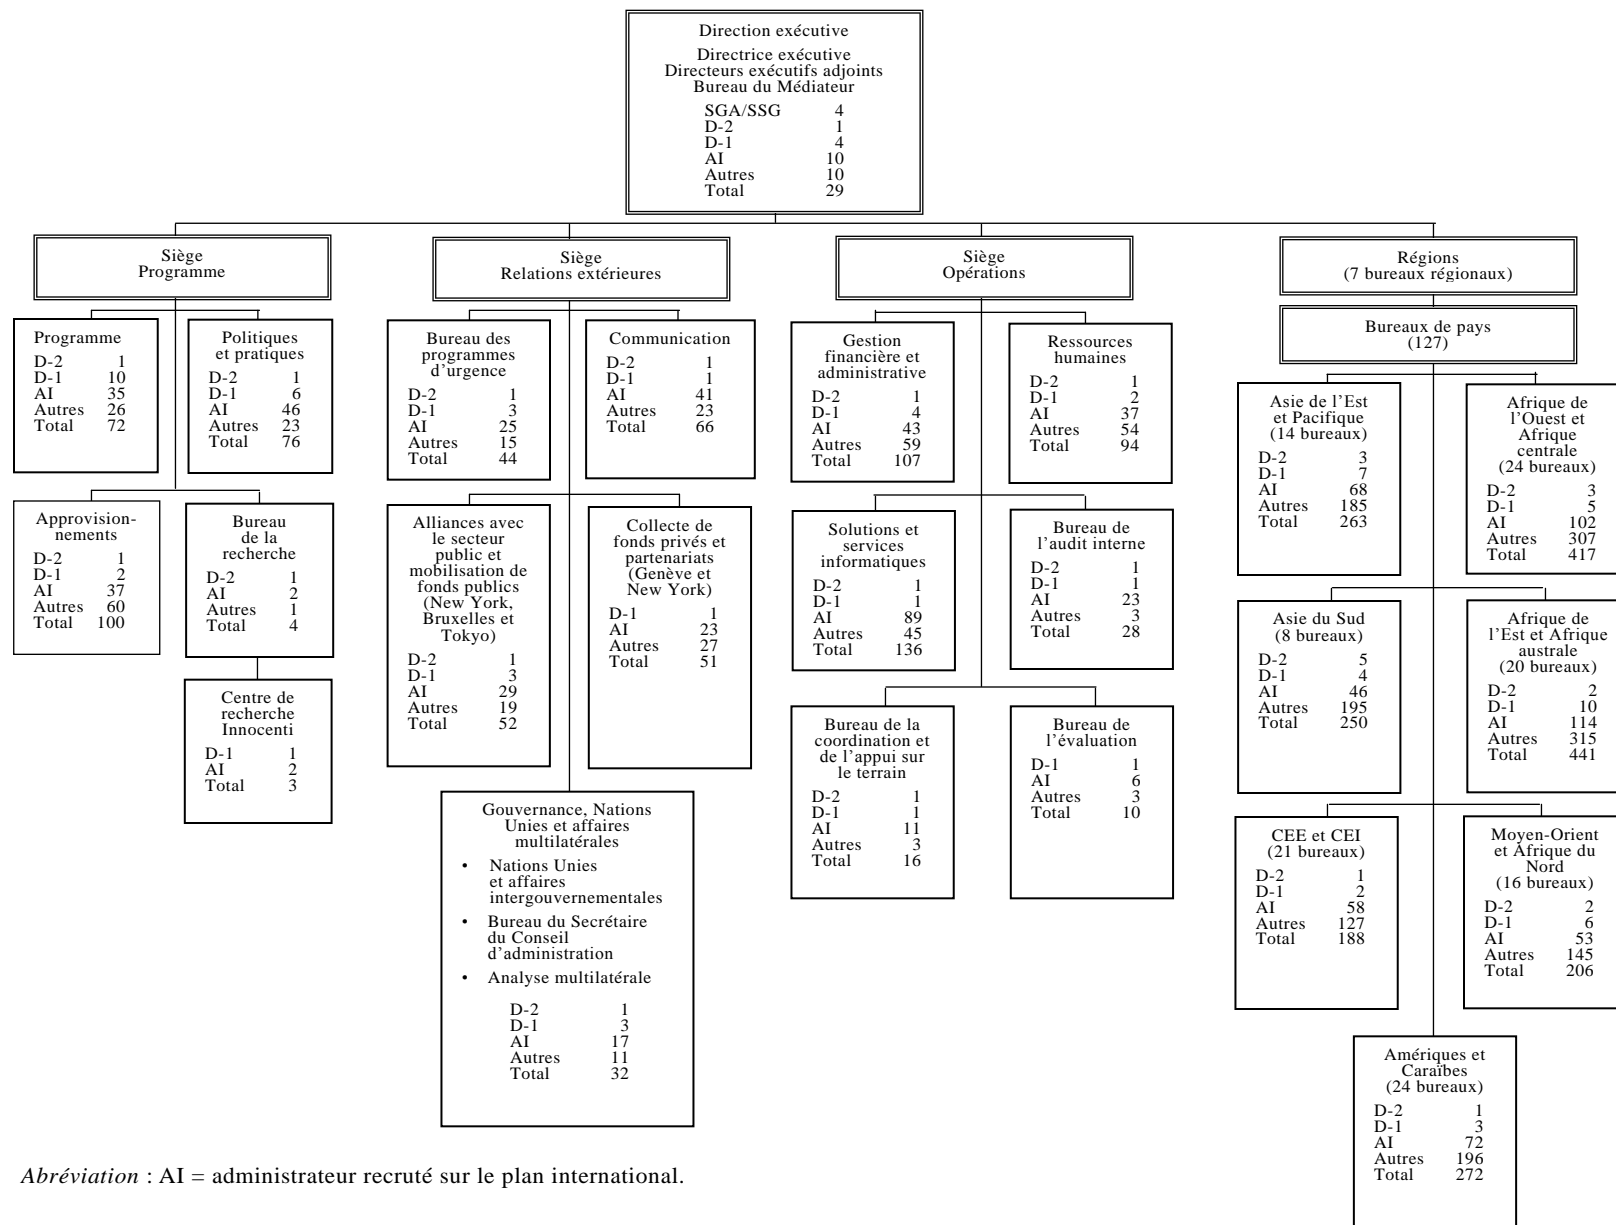 Direction exécutive
Directrice exécutive
Directeurs exécutifs adjoints
Bureau du Médiateur
SGA/SSG 4
D-2 1
D-1 4
AI 10
Autres 10
Total 29
Siège
Programme
Siège
Relations extérieures
Siège
Opérations
Régions
(7 bureaux régionaux)
Bureaux de pays
(127)
Programme
D-2 1
D-1 10
AI 35
Autres 26
Total 72
Politiques
et pratiques
D-2 1
D-1 6
AI 46
Autres 23
Total 76
Approvision-
nements
D-2 1
D-1 2
AI 37
Autres 60
Total 100
Bureau
de la
recherche
D-2 1
AI 2
Autres 1
Total 4
Centre de
recherche
Innocenti
D-1 1
AI 2
Total 3
Bureau des
programmes
d’urgence
D-2 1
D-1 3
AI 25
Autres 15
Total 44
Communication
D-2 1
D-1 1
AI 41
Autres 23
Total 66
Alliances avec
le secteur
public et
mobilisation de
fonds publics
(New York,
Bruxelles et
Tokyo)
D-2 1
D-1 3
AI 29
Autres 19
Total 52
Collecte de
fonds privés et
partenariats
(Genève et
New York)
D-1 1
AI 23
Autres 27
Total 51
Gouvernance, Nations
Unies et affaires
multilatérales
• Nations Unies
et affaires
intergouvernementales
• Bureau du Secrétaire
du Conseil
d’administration
• Analyse multilatérale
D-2 1
D-1 3
AI 17
Autres 11
Total 32
Gestion
financière et
administrative
D-2 1
D-1 4
AI 43
Autres 59
Total 107
Ressources
humaines
D-2 1
D-1 2
AI 37
Autres 54
Total 94
Solutions et
services
informatiques
D-2 1
D-1 1
AI 89
Autres 45
Total 136
Bureau de
l’audit interne
D-2 1
D-1 1
AI 23
Autres 3
Total 28
Bureau de la
coordination et
de l’appui sur
le terrain
D-2 1
D-1 1
AI 11
Autres 3
Total 16
Bureau de
l’évaluation
D-1 1
AI 6
Autres 3
Total 10
Asie de l’Est
et Pacifique
(14 bureaux)
D-2 3
D-1 7
AI 68
Autres 185
Total 263
Afrique de
l’Ouest et
Afrique
centrale
(24 bureaux)
D-2 3
D-1 5
AI 102
Autres 307
Total 417
Asie du Sud
(8 bureaux)
D-2 5
D-1 4
AI 46
Autres 195
Total 250
Afrique de
l’Est et Afrique
australe
(20 bureaux)
D-2 2
D-1 10
AI 114
Autres 315
Total 441
CEE et CEI
(21 bureaux)
D-2 1
D-1 2
AI 58
Autres 127
Total 188
Moyen-Orient
et Afrique du
Nord
(16 bureaux)
D-2 2
D-1 6
AI 53
Autres 145
Total 206
Amériques et
Caraïbes
(24 bureaux)
D-2 1
D-1 3
AI 72
Autres 196
Total 272
Abréviation : AI = administrateur recruté sur le plan international.